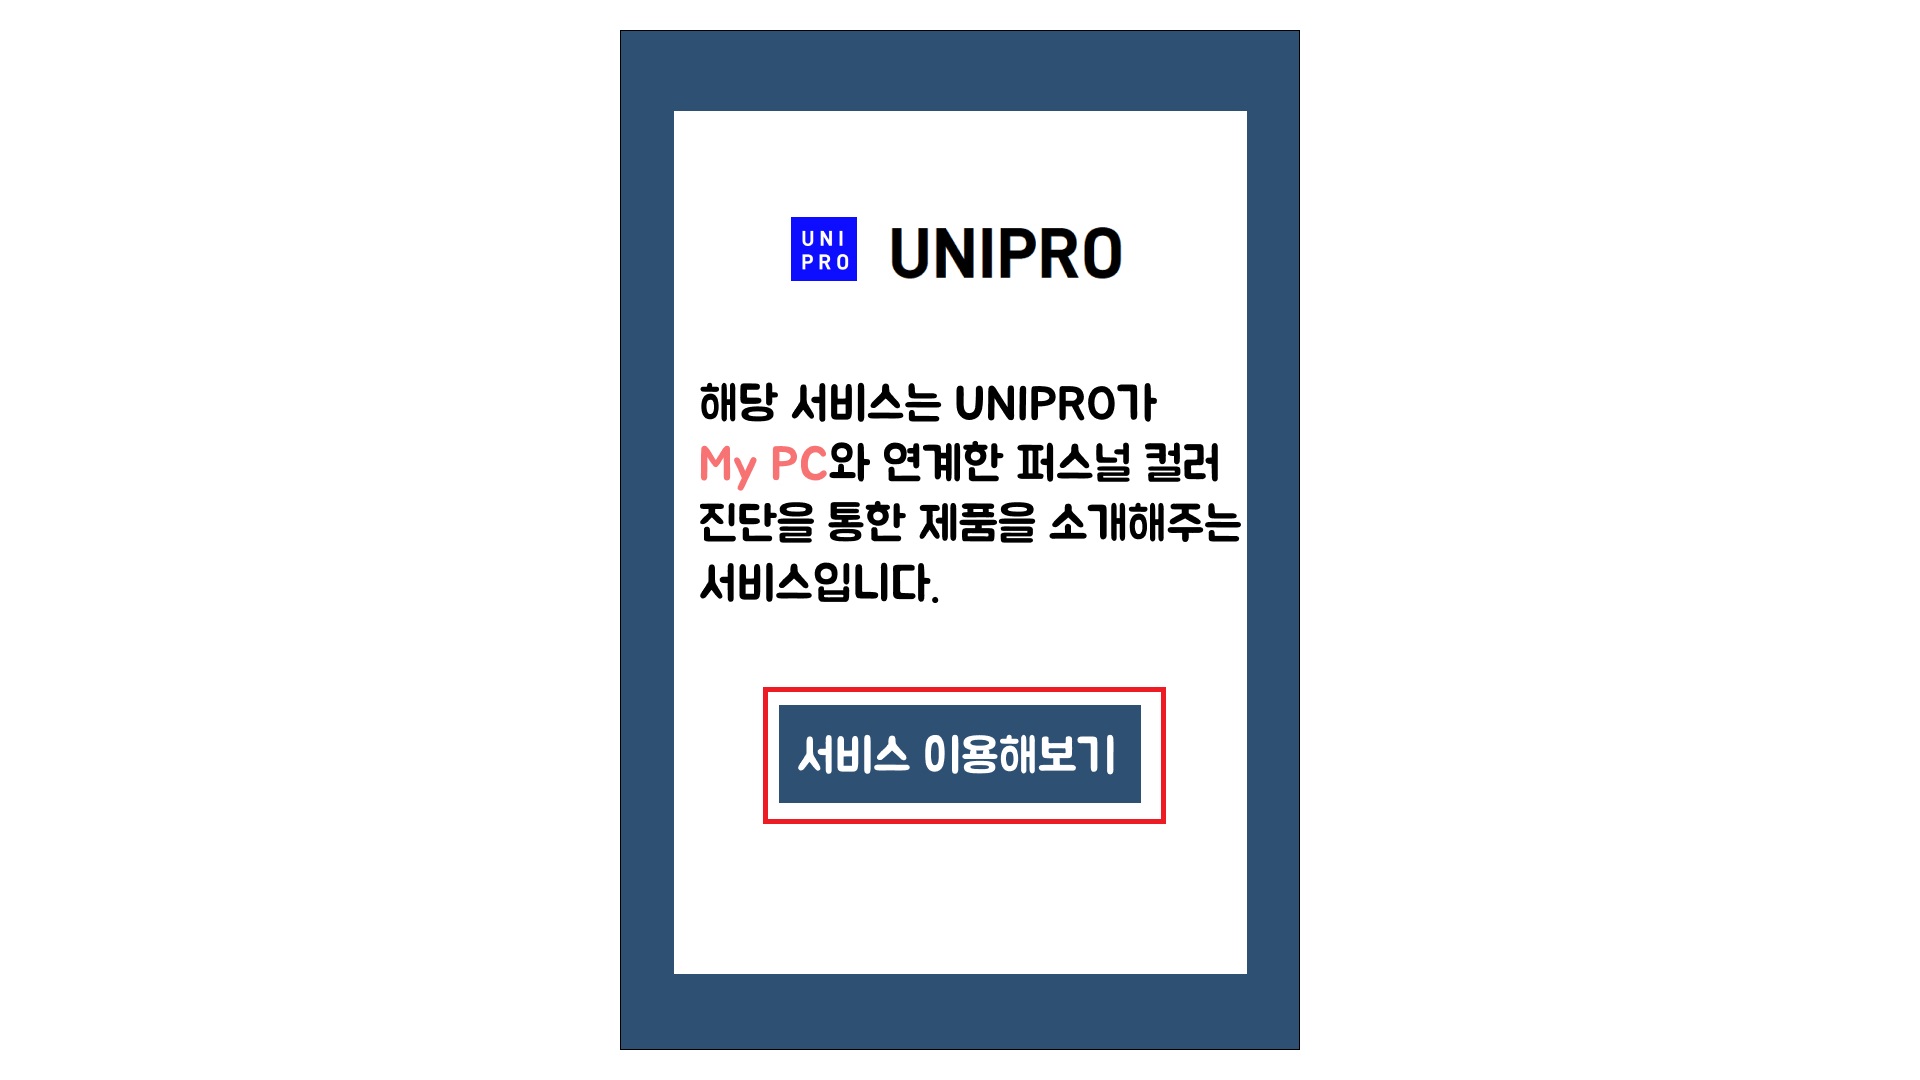 UNI
PRO
UNIPRO
해당 서비스는 UNIPRO가
My PC와 연계한 퍼스널 컬러
진단을 통한 제품을 소개해주는
서비스입니다.
서비스 이용해보기